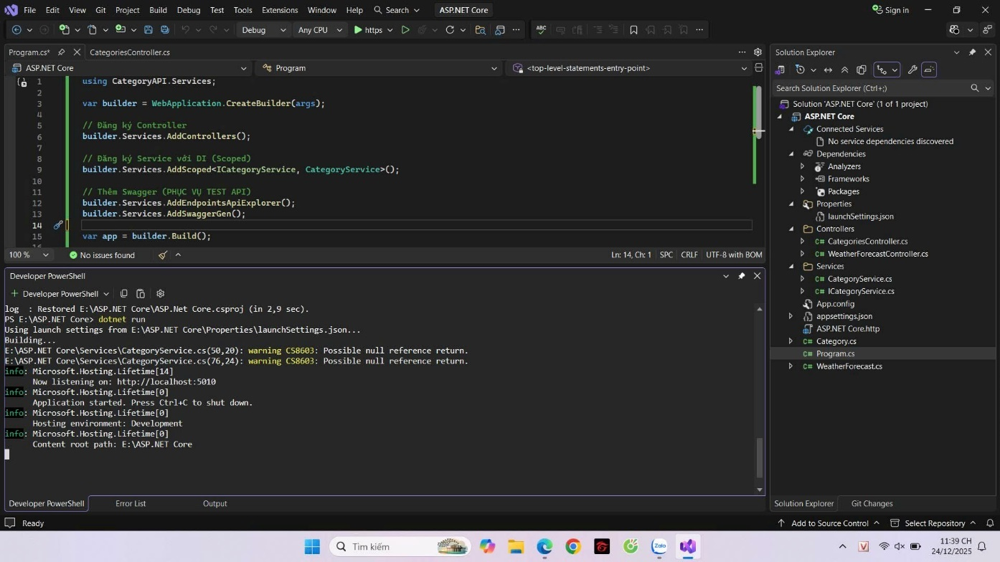 File Edit View Git Project Build Debug Test Tools Extensions Window Help Search ASP.NET Core Sign in
Debug Any CPU https ABC
Program.cs* CategoriesController.cs
ASP.NET Core Program <top-level-statements-entry-point>
1 using CategoryAPI.Services;
2
3 var builder = WebApplication.CreateBuilder(args);
4
5 // Đăng ký Controller
6 builder.Services.AddControllers();
7
8 // Đăng ký Service với DI (Scoped)
9 builder.Services.AddScoped<ICategoryService, CategoryService>();
10
11 // Thêm Swagger (PHỤC VỤ TEST API)
12 builder.Services.AddEndpointsApiExplorer();
13 builder.Services.AddSwaggerGen();
14
15 var app = builder.Build();
100 % No issues found Ln: 14, Ch: 1 SPC CRLF UTF-8 with BOM
Developer PowerShell
Developer PowerShell
log : Restored E:\ASP.NET Core\ASP.Net Core.csproj (in 2,9 sec).
PS E:\ASP.NET Core> dotnet run
Using launch settings from E:\ASP.NET Core\Properties\launchSettings.json...
Building...
E:\ASP.NET Core\Services\CategoryService.cs(50,20): warning CS8603: Possible null reference return.
E:\ASP.NET Core\Services\CategoryService.cs(76,24): warning CS8603: Possible null reference return.
info: Microsoft.Hosting.Lifetime[14]
Now listening on: http://localhost:5010
info: Microsoft.Hosting.Lifetime[0]
Application started. Press Ctrl+C to shut down.
info: Microsoft.Hosting.Lifetime[0]
Hosting environment: Development
info: Microsoft.Hosting.Lifetime[0]
Content root path: E:\ASP.NET Core
Developer PowerShell Error List Output
Solution Explorer
Search Solution Explorer (Ctrl+;)
Solution 'ASP.NET Core' (1 of 1 project)
ASP.NET Core
Connected Services
No service dependencies discovered
Dependencies
Analyzers
Frameworks
Packages
Properties
launchSettings.json
Controllers
C# CategoriesController.cs
C# WeatherForecastController.cs
Services
C# CategoryService.cs
C# ICategoryService.cs
App.config
appsettings.json
ASP.NET Core.http
C# Category.cs
C# Program.cs
C# WeatherForecast.cs
Solution Explorer Git Changes
Ready Add to Source Control Select Repository
Tìm kiếm Zalo V 11:39 CH
24/12/2025